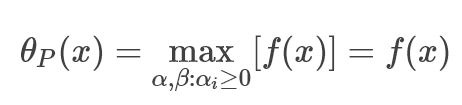 θ_P(x) = max_{α,β:α_i≥0} [f(x)] = f(x)